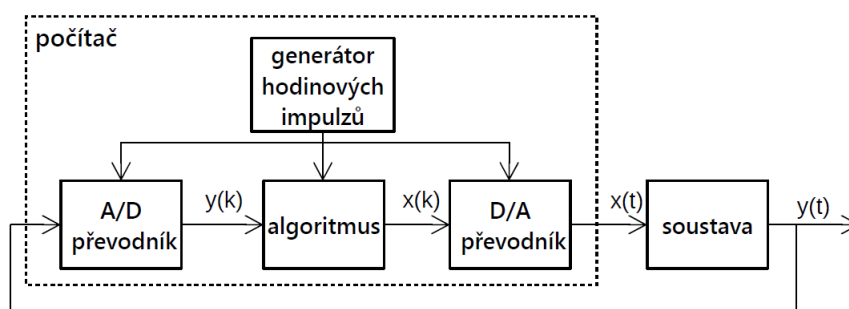 počítač
generátor
hodinových
impulzů
A/D
převodník
y(k)
algoritmus
x(k)
D/A
převodník
x(t)
soustava
y(t)